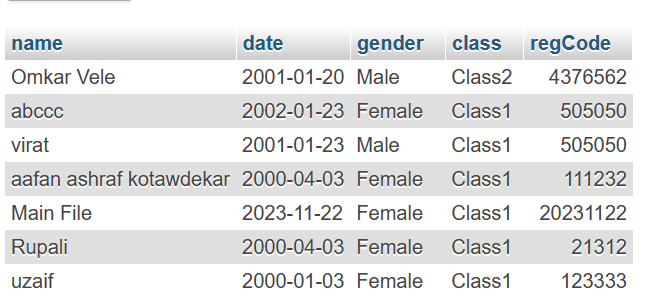 name date gender class regCode
Omkar Vele 2001-01-20 Male Class2 4376562
abccc 2002-01-23 Female Class1 505050
virat 2001-01-23 Male Class1 505050
aafan ashraf kotawdekar 2000-04-03 Female Class1 111232
Main File 2023-11-22 Female Class1 20231122
Rupali 2000-04-03 Female Class1 21312
uzaif 2000-01-03 Female Class1 123333